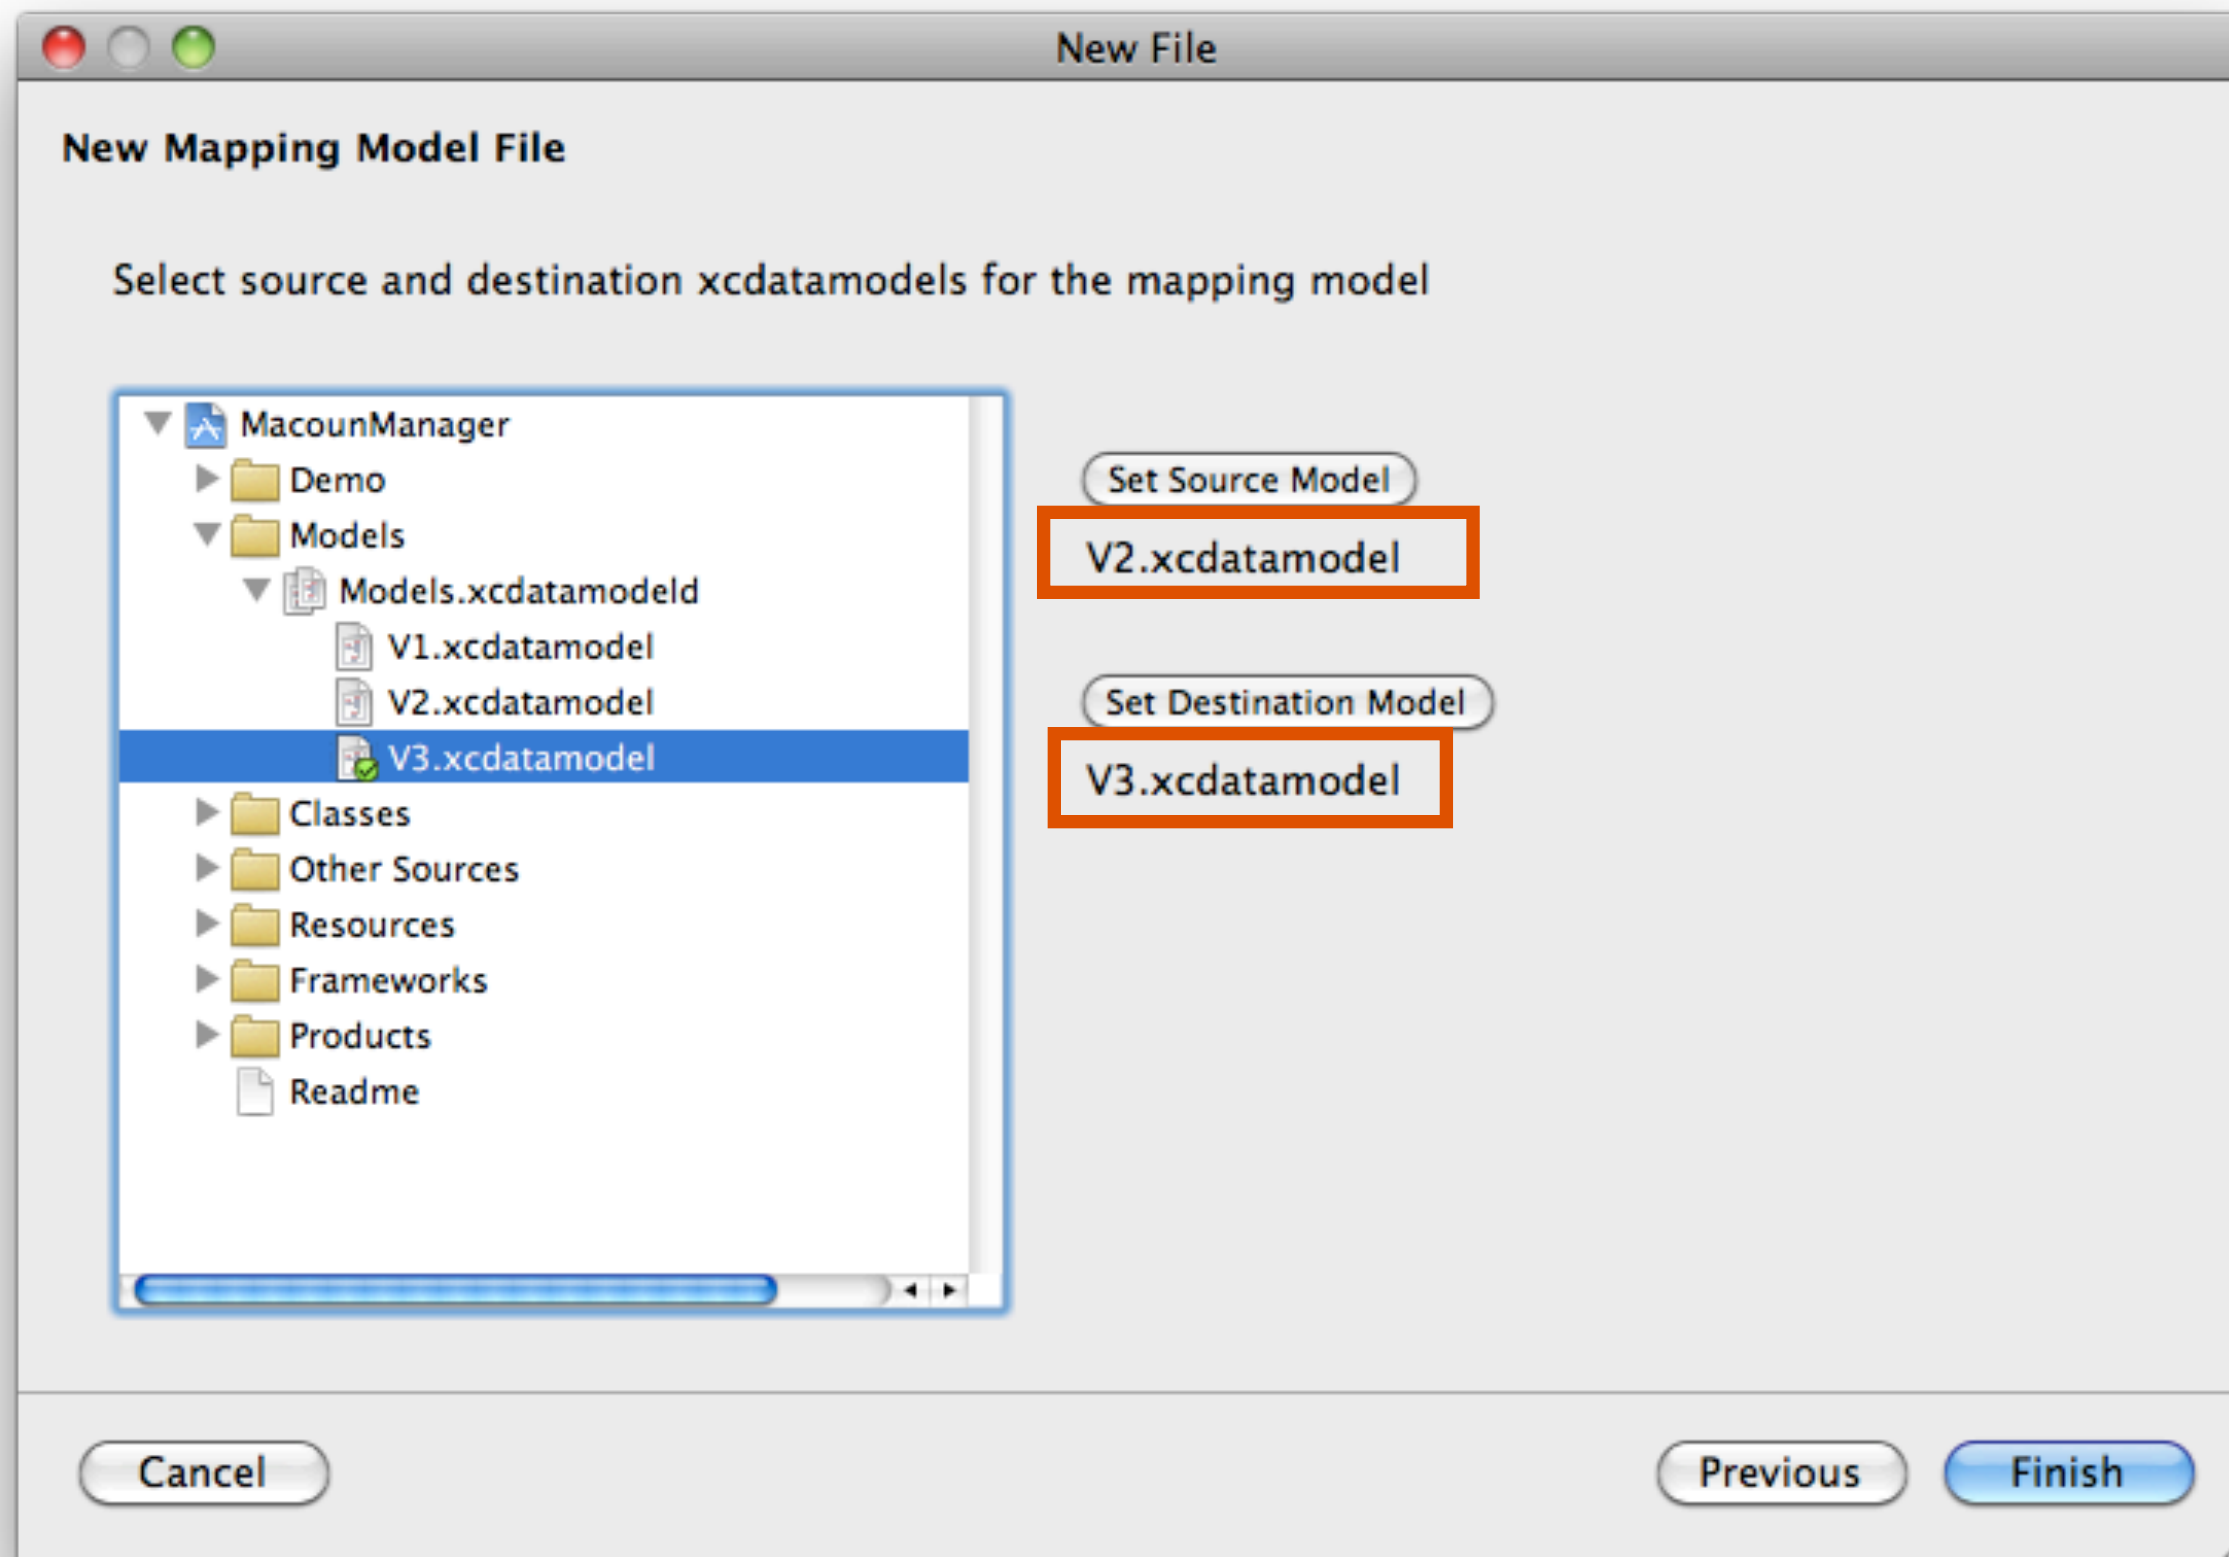 New File
New Mapping Model File
Select source and destination xcdatamodels for the mapping model
MacounManager
Demo
Models
Models.xcdatamodeld
V1.xcdatamodel
V2.xcdatamodel
V3.xcdatamodel
Classes
Other Sources
Resources
Frameworks
Products
Readme
Set Source Model
V2.xcdatamodel
Set Destination Model
V3.xcdatamodel
Cancel
Previous
Finish